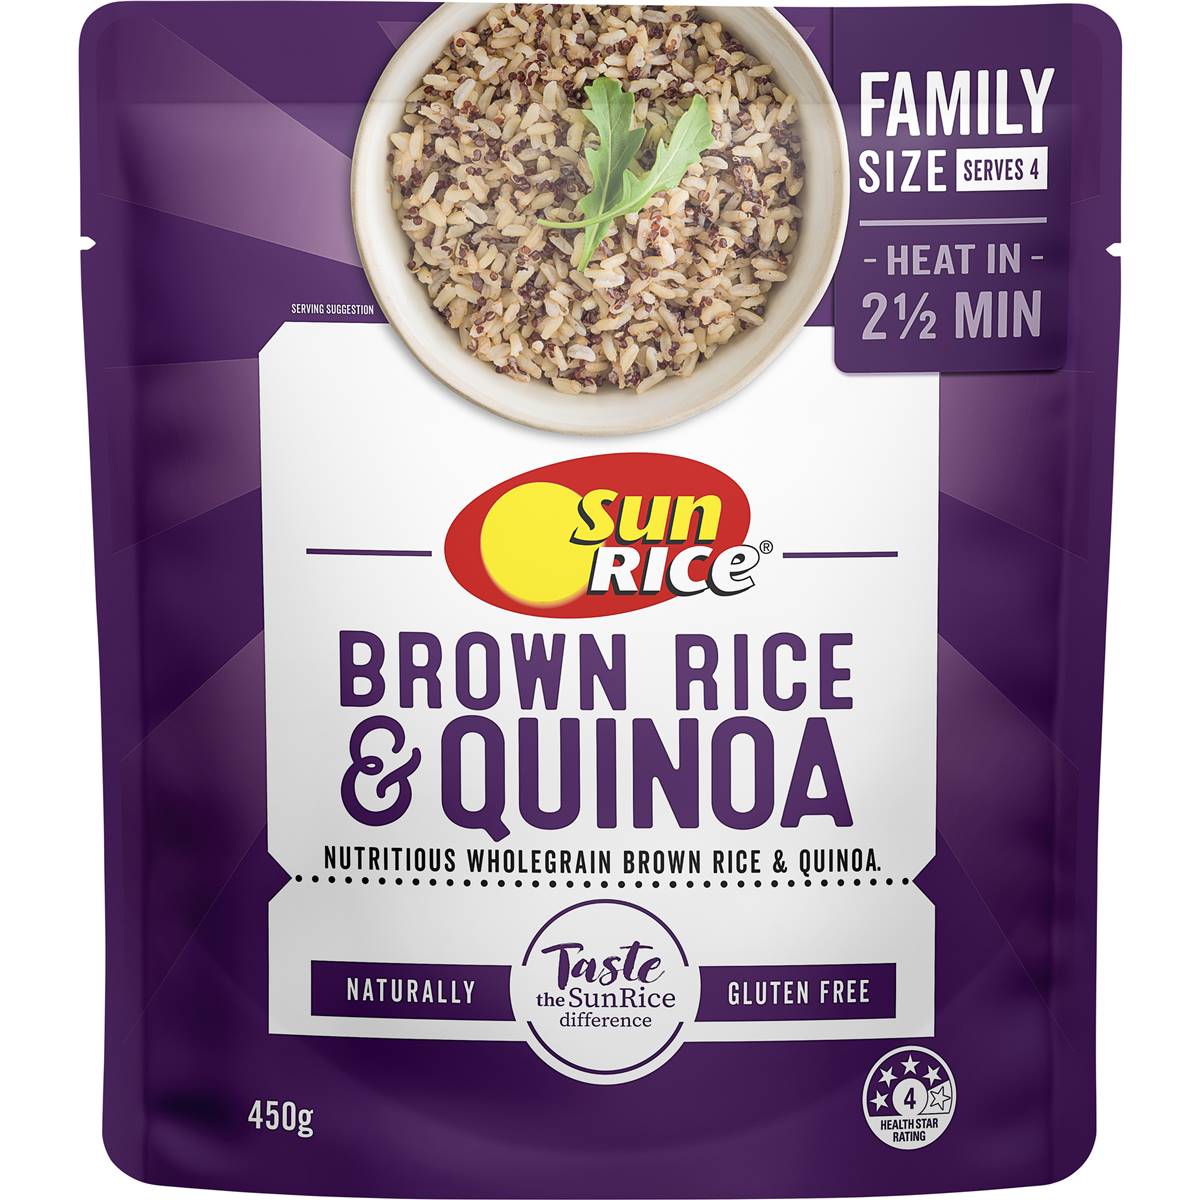 FAMILY
SIZE SERVES 4
- HEAT IN -
2½ MIN
SERVING SUGGESTION
Sun
RICe®
BROWN RICE
& QUINOA
NUTRITIOUS WHOLEGRAIN BROWN RICE & QUINOA.
Taste
the SunRice
difference
NATURALLY
GLUTEN FREE
450g
4
HEALTH STAR
RATING